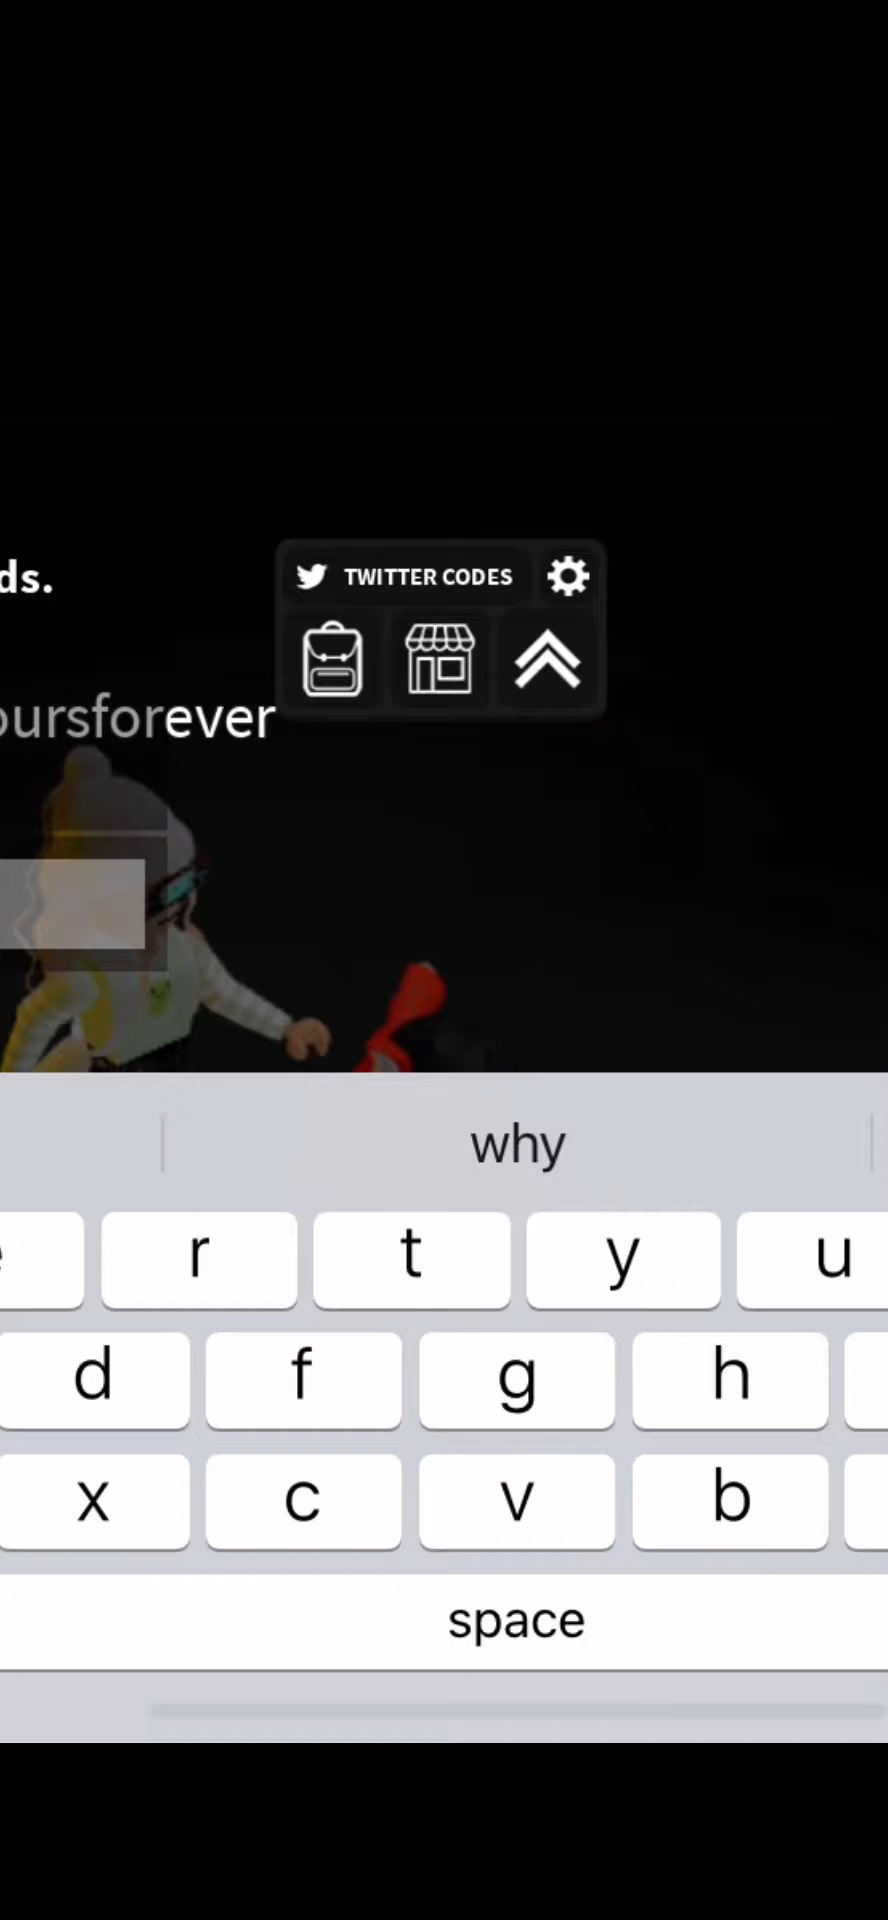 ds.
TWITTER CODES
oursforever
why
e r t y u
d f g h
x c v b
space